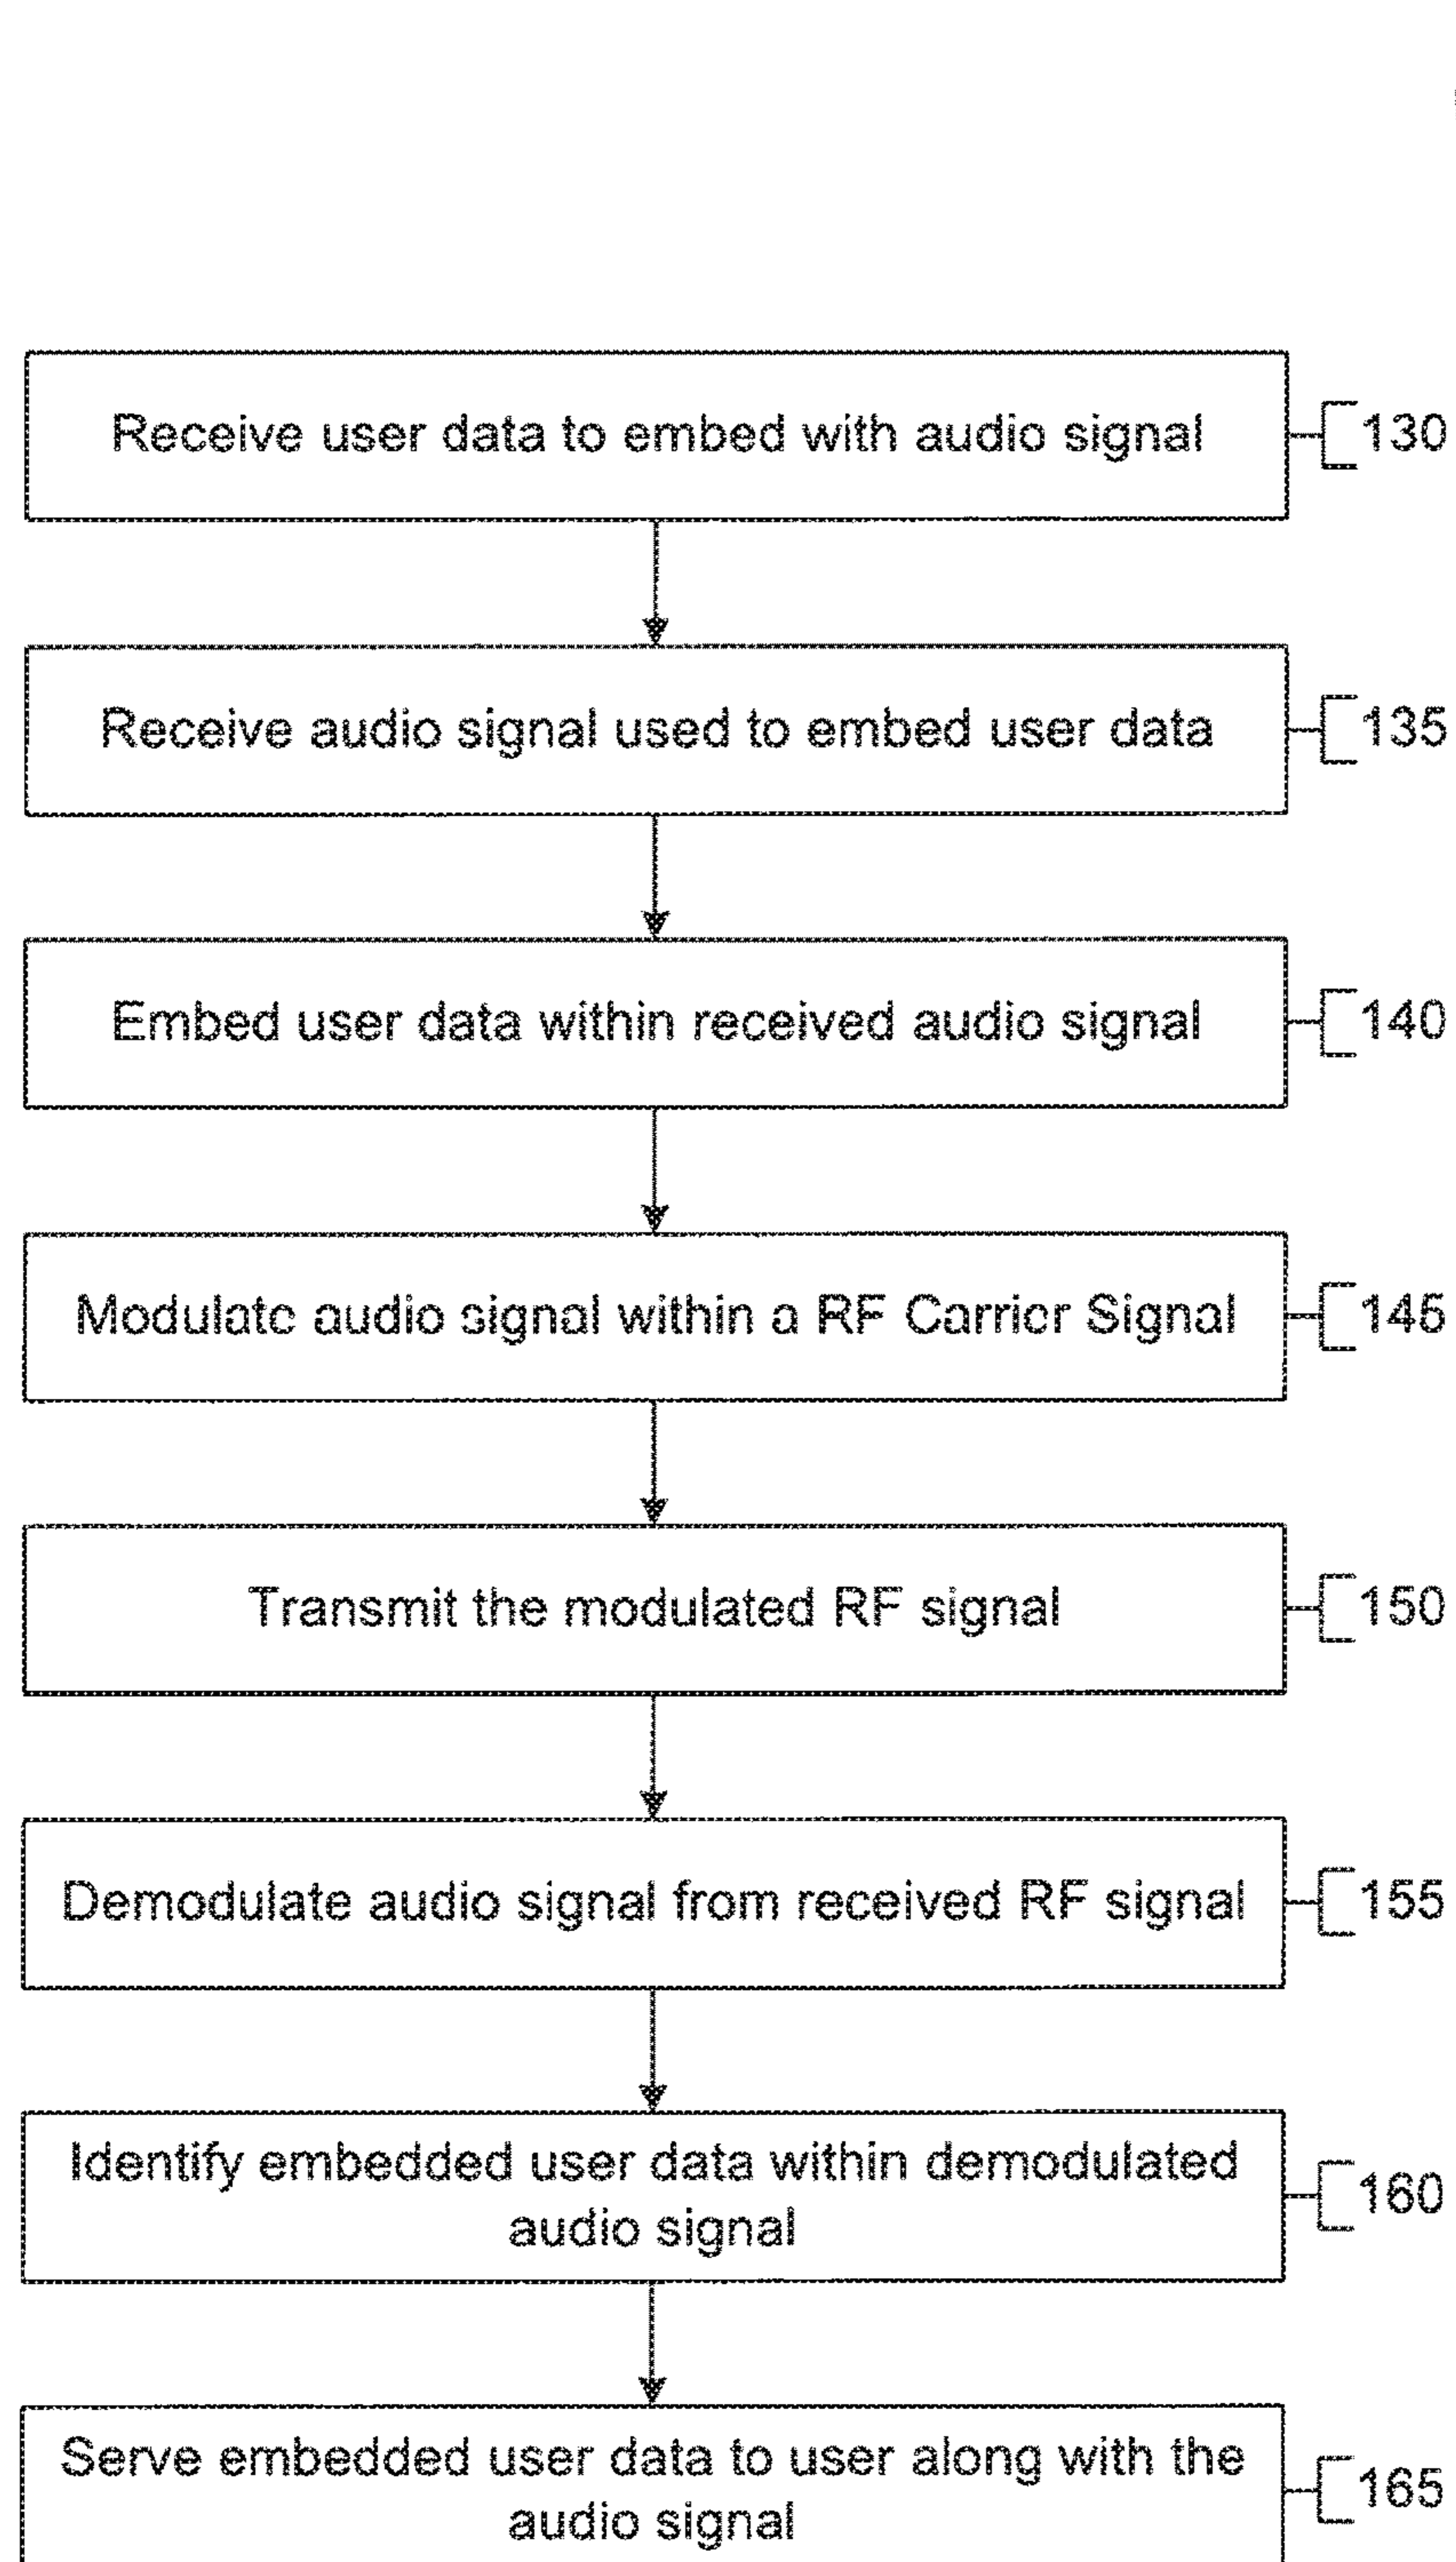 Receive user data to embed with audio signal
130
Receive audio signal used to embed user data
135
Embed user data within received audio signal
140
Modulate audio signal within a RF Carrier Signal
145
Transmit the modulated RF signal
150
Demodulate audio signal from received RF signal
155
Identify embedded user data within demodulated
audio signal
160
Serve embedded user data to user along with the
audio signal
165